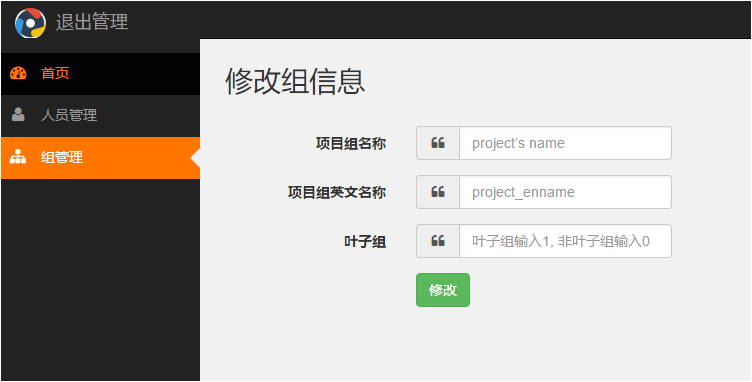 退出管理
首页
人员管理
组管理
修改组信息
项目组名称
project's name
项目组英文名称
project_enname
叶子组
叶子组输入1, 非叶子组输入0
修改